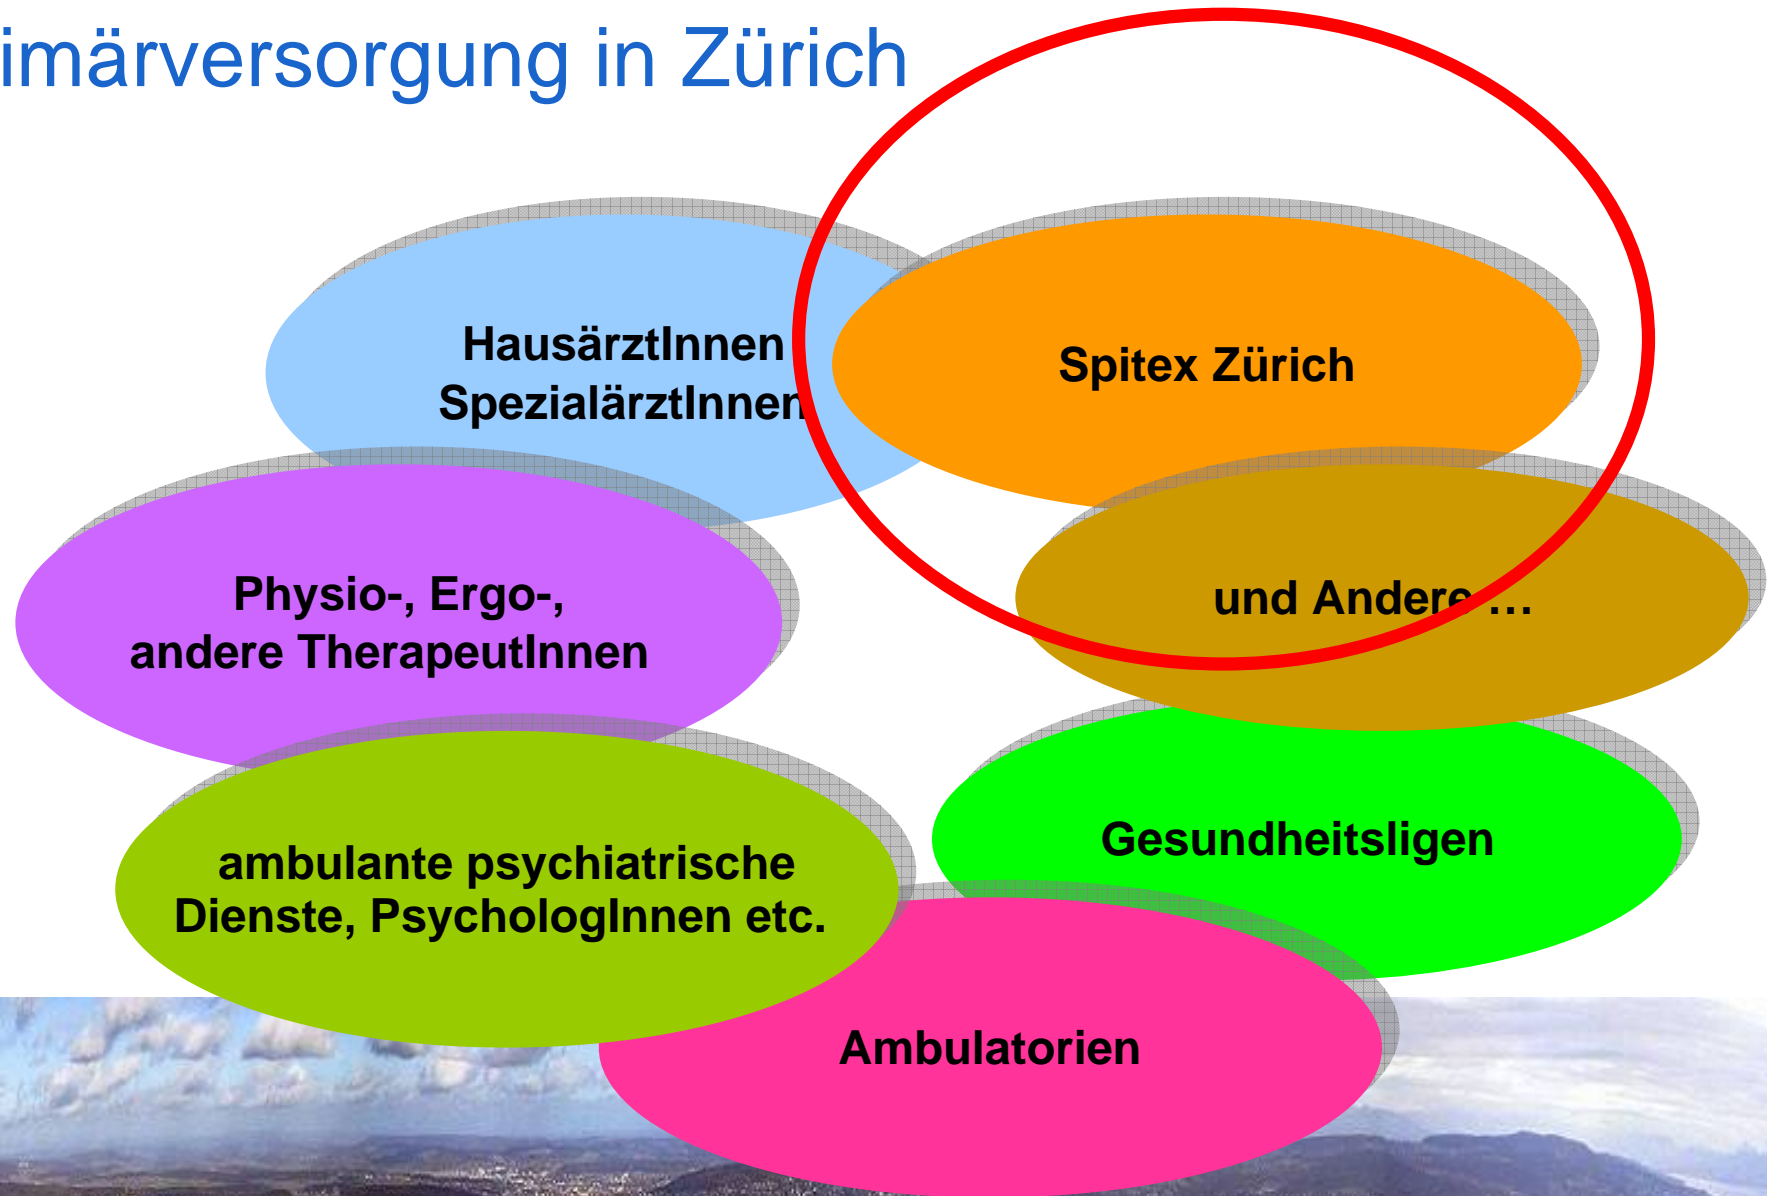 imärversorgung in Zürich
HausärztInnen
SpezialärztInnen
Spitex Zürich
Physio-, Ergo-,
andere TherapeutInnen
und Andere ...
ambulante psychiatrische
Dienste, PsychologInnen etc.
Gesundheitsligen
Ambulatorien